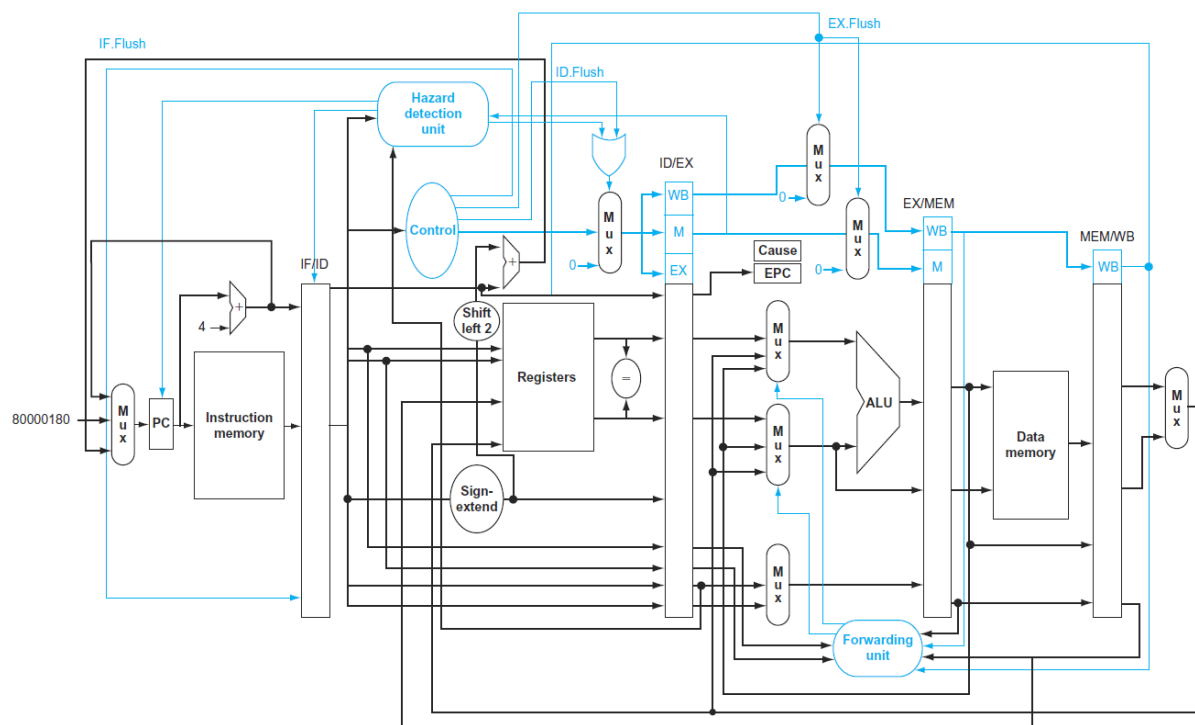 EX.Flush
IF.Flush
ID.Flush
Hazard
detection
unit
M
u
x
ID/EX
WB
0
EX/MEM
Control
M
u
x
M
M
u
x
WB
MEM/WB
Cause
IF/ID
0
EX
EPC
0
M
WB
+
+
4
Shift
left 2
M
u
x
Registers
=
ALU
M
u
x
80000180
M
u
x
PC
Instruction
memory
M
u
x
Data
memory
Sign-
extend
M
u
x
Forwarding
unit